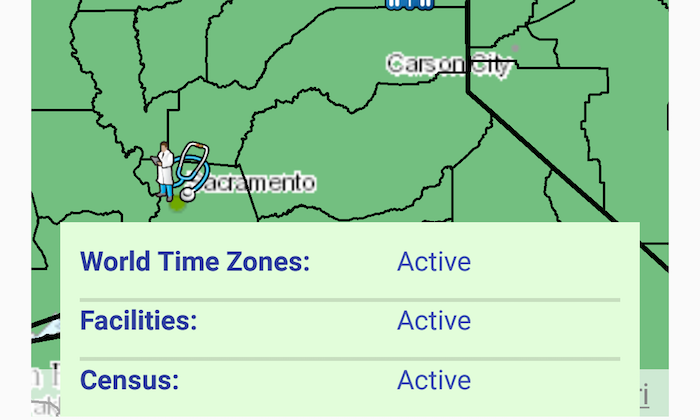 Carson City
Sacramento
World Time Zones: Active
Facilities: Active
Census: Active